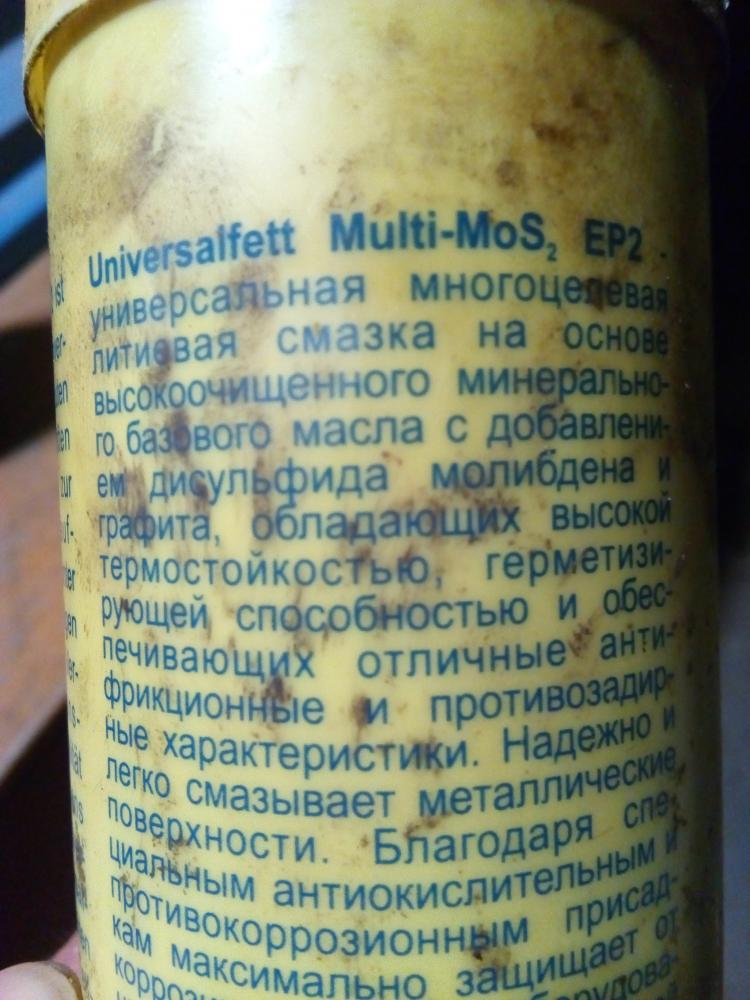 Universalfett Multi-MoS₂ EP2 -
универсальная многоцелевая
литиевая смазка на основе
высокоочищенного минерально-
го базового масла с добавлени-
ем дисульфида молибдена и
графита, обладающих высокой
термостойкостью, герметизи-
рующей способностью и обес-
печивающих отличные анти-
фрикционные и противозадир-
ные характеристики. Надежно и
легко смазывает металлические
поверхности. Благодаря спе-
циальным антиокислительным и
противокоррозионным присад-
кам максимально защищает от
ist